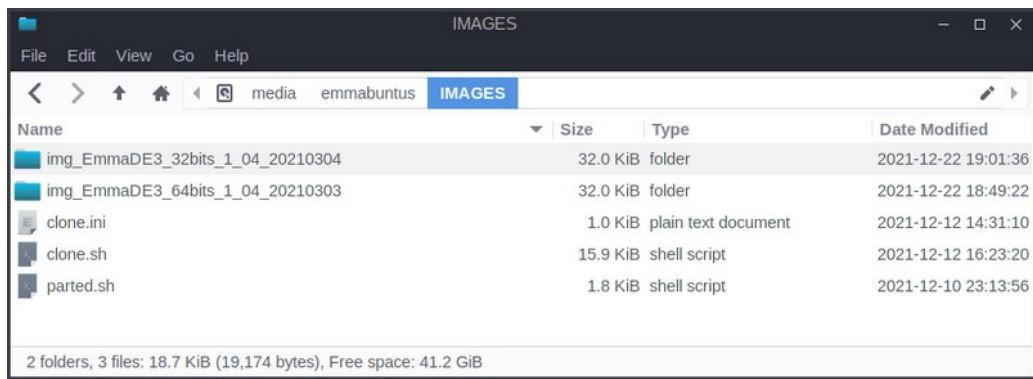 IMAGES
File Edit View Go Help
media emmabuntus IMAGES
Name Size Type Date Modified
img_EmmaDE3_32bits_1_04_20210304 32.0 KiB folder 2021-12-22 19:01:36
img_EmmaDE3_64bits_1_04_20210303 32.0 KiB folder 2021-12-22 18:49:22
clone.ini 1.0 KiB plain text document 2021-12-12 14:31:10
clone.sh 15.9 KiB shell script 2021-12-12 16:23:20
parted.sh 1.8 KiB shell script 2021-12-10 23:13:56
2 folders, 3 files: 18.7 KiB (19,174 bytes), Free space: 41.2 GiB